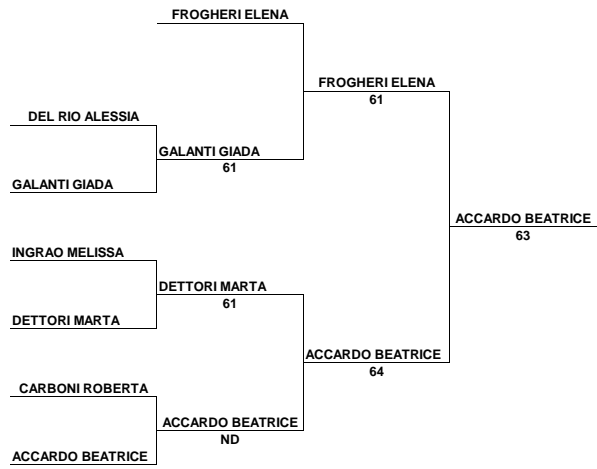 FROGHERI ELENA
FROGHERI ELENA
61
DEL RIO ALESSIA
GALANTI GIADA
61
GALANTI GIADA
ACCARDO BEATRICE
63
INGRAO MELISSA
DETTORI MARTA
61
DETTORI MARTA
ACCARDO BEATRICE
64
CARBONI ROBERTA
ACCARDO BEATRICE
ND
ACCARDO BEATRICE